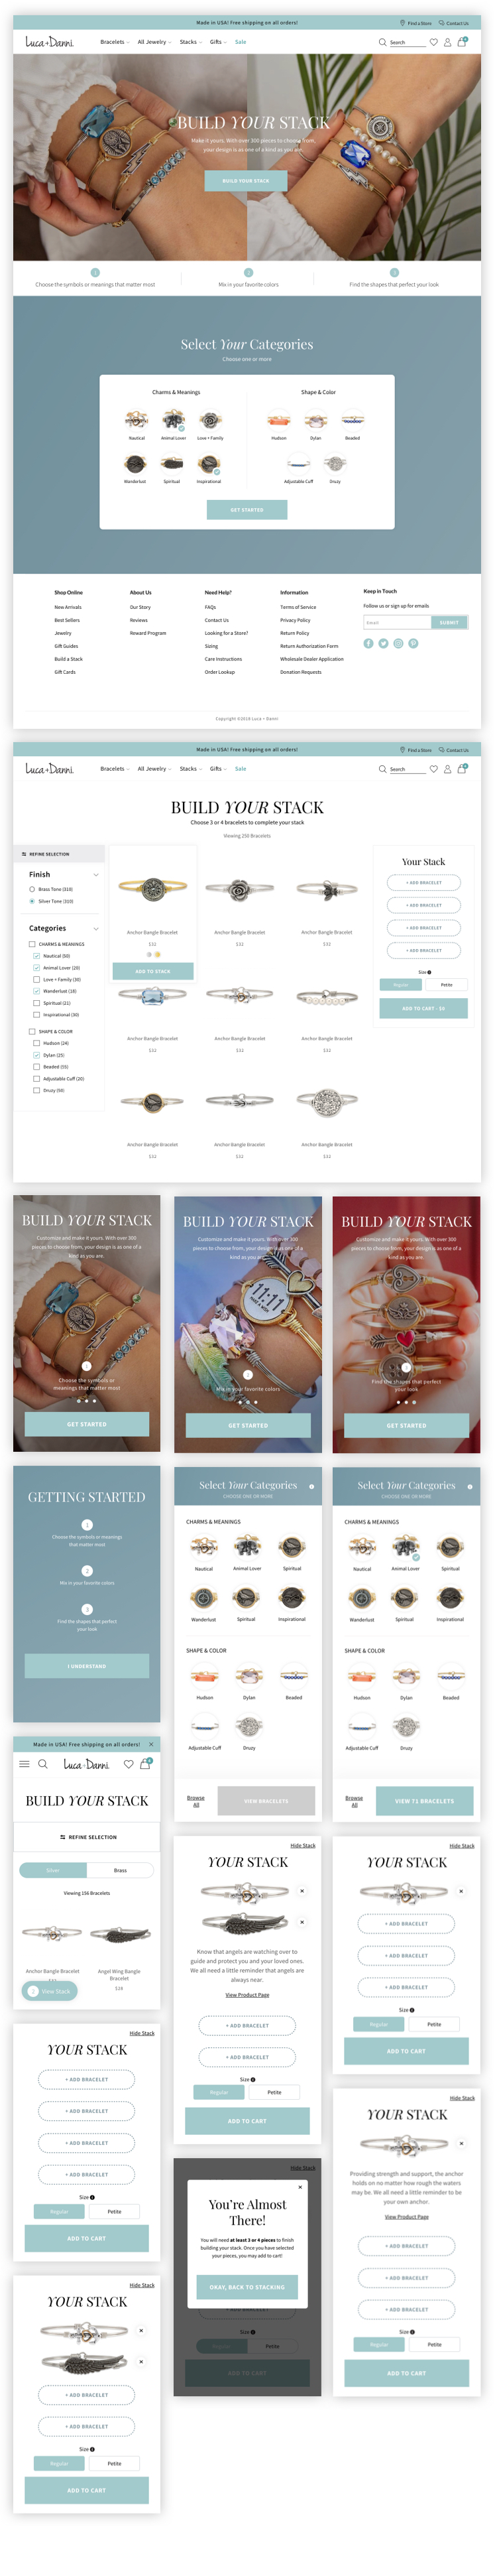 Made in USA! Free shipping on all orders!
Find a Store
Contact Us
Luca+Danni
Bracelets
All Jewelry
Stacks
Gifts
Sale
Search
BUILD YOUR STACK
Make it yours. With over 300 pieces to choose from,
your design is as one of a kind as you are.
BUILD YOUR STACK
1
2
3
Choose the symbols or meanings that matter most
Mix in your favorite colors
Find the shapes that perfect your look
Select Your Categories
Choose one or more
Charms & Meanings
Shape & Color
Nautical
Animal Lover
Love + Family
Hudson
Dylan
Beaded
Wanderlust
Spiritual
Inspirational
Adjustable Cuff
Druzy
GET STARTED
Shop Online
About Us
Need Help?
Information
Keep in Touch
New Arrivals
Our Story
FAQs
Terms of Service
Follow us or sign up for emails
Best Sellers
Reviews
Contact Us
Privacy Policy
Email
SUBMIT
Jewelry
Reward Program
Looking for a Store?
Return Policy
Gift Guides
Sizing
Return Authorization Form
Build a Stack
Care Instructions
Wholesale Dealer Application
Gift Cards
Order Lookup
Donation Requests
Copyright ©2018 Luca + Danni
Made in USA! Free shipping on all orders!
Find a Store
Contact Us
Luca+Danni
Bracelets
All Jewelry
Stacks
Gifts
Sale
Search
BUILD YOUR STACK
Choose 3 or 4 bracelets to complete your stack
Viewing 250 Bracelets
REFINE SELECTION
Finish
Brass Tone (310)
Silver Tone (310)
Categories
CHARMS & MEANINGS
Nautical (50)
Animal Lover (20)
Love + Family (30)
Wanderlust (18)
Spiritual (21)
Inspirational (30)
SHAPE & COLOR
Hudson (24)
Dylan (25)
Beaded (55)
Adjustable Cuff (20)
Druzy (50)
Anchor Bangle Bracelet
Anchor Bangle Bracelet
Anchor Bangle Bracelet
$32
$32
$32
ADD TO STACK
Anchor Bangle Bracelet
Anchor Bangle Bracelet
Anchor Bangle Bracelet
$32
$32
$32
Anchor Bangle Bracelet
Anchor Bangle Bracelet
Anchor Bangle Bracelet
$32
$32
$32
Your Stack
+ ADD BRACELET
+ ADD BRACELET
+ ADD BRACELET
+ ADD BRACELET
Size
Regular
Petite
ADD TO CART - $0
BUILD YOUR STACK
Customize and make it yours. With over 300
pieces to choose from, your design is as one of a
kind as you are.
1
Choose the symbols or
meanings that matter most
GET STARTED
BUILD YOUR STACK
Customize and make it yours. With over 300
pieces to choose from, your design is as one of a
kind as you are.
11:11
MAKE A WISH
2
Mix in your favorite colors
GET STARTED
BUILD YOUR STACK
Customize and make it yours. With over 300
pieces to choose from, your design is as one of a
kind as you are.
3
Find the shapes that perfect
your look
GET STARTED
GETTING STARTED
1
Choose the symbols or meanings
that matter most
2
Mix in your favorite colors
3
Find the shapes that perfect
your look
I UNDERSTAND
Select Your Categories
CHOOSE ONE OR MORE
CHARMS & MEANINGS
Nautical
Animal Lover
Spiritual
Wanderlust
Spiritual
Inspirational
SHAPE & COLOR
Hudson
Dylan
Beaded
Adjustable Cuff
Druzy
Browse
All
VIEW BRACELETS
Select Your Categories
CHOOSE ONE OR MORE
CHARMS & MEANINGS
Nautical
Animal Lover
Spiritual
Wanderlust
Spiritual
Inspirational
SHAPE & COLOR
Hudson
Dylan
Beaded
Adjustable Cuff
Druzy
Browse
All
VIEW 71 BRACELETS
Made in USA! Free shipping on all orders!
Luca+Danni
BUILD YOUR STACK
REFINE SELECTION
Silver
Brass
Viewing 156 Bracelets
Anchor Bangle Bracelet
Angel Wing Bangle
Bracelet
$28
2
View Stack
Hide Stack
YOUR STACK
Know that angels are watching over to
guide and protect you and your loved ones.
We all need a little reminder that angels are
always near.
View Product Page
+ ADD BRACELET
+ ADD BRACELET
Size
Regular
Petite
ADD TO CART
Hide Stack
YOUR STACK
+ ADD BRACELET
+ ADD BRACELET
+ ADD BRACELET
Size
Regular
Petite
ADD TO CART
Hide Stack
YOUR STACK
+ ADD BRACELET
+ ADD BRACELET
+ ADD BRACELET
+ ADD BRACELET
Size
Regular
Petite
ADD TO CART
Hide Stack
You're Almost
There!
You will need at least 3 or 4 pieces to finish
building your stack. Once you have selected
your pieces, you may add to cart!
OKAY, BACK TO STACKING
+ ADD BRACELET
Size
Regular
Petite
ADD TO CART
Hide Stack
YOUR STACK
Providing strength and support, the anchor
holds on no matter how rough the waters
may be. We all need a little reminder to be
your own anchor.
View Product Page
+ ADD BRACELET
+ ADD BRACELET
+ ADD BRACELET
Size
Regular
Petite
ADD TO CART
Hide Stack
YOUR STACK
+ ADD BRACELET
+ ADD BRACELET
Size
Regular
Petite
ADD TO CART